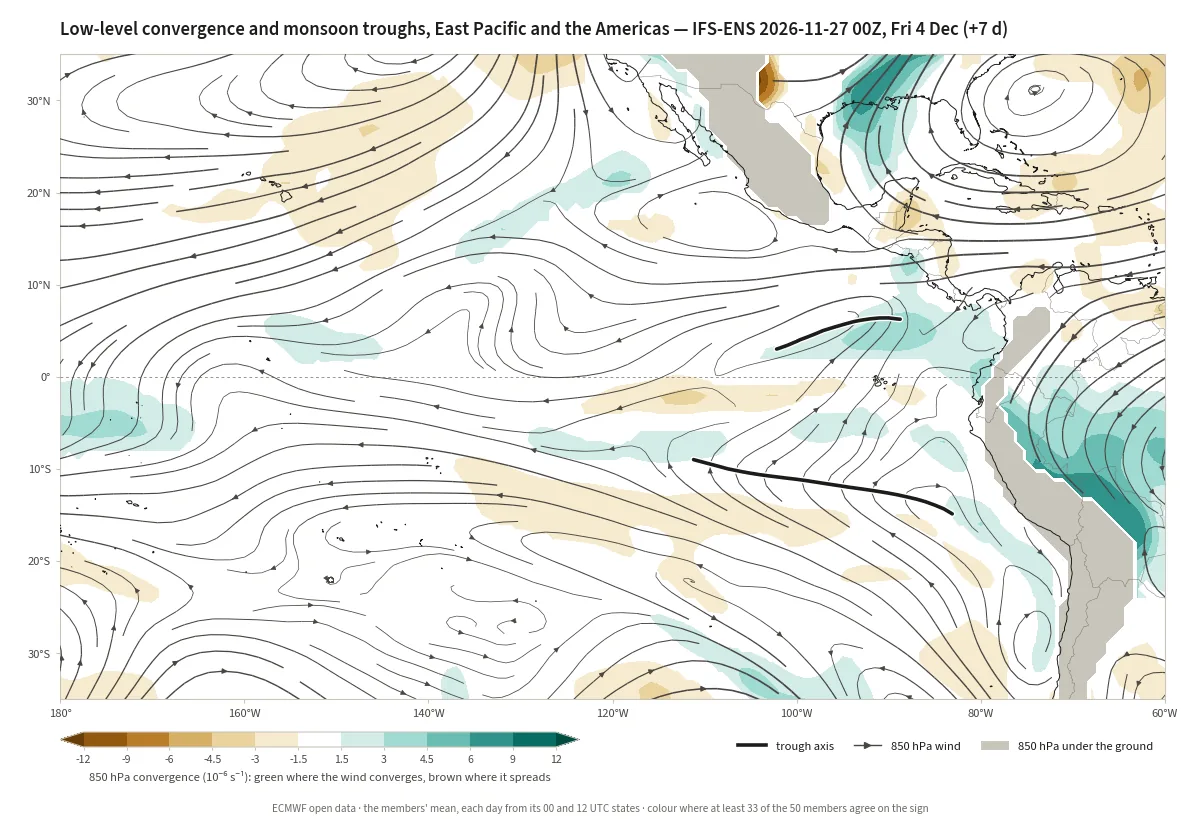 Low-level convergence and monsoon troughs, East Pacific and the Americas — IFS-ENS 2026-11-27 00Z, Fri 4 Dec (+7 d)
30°N
20°N
10°N
0°
10°S
20°S
30°S
180° 160°W 140°W 120°W 100°W 80°W 60°W
-12 -9 -6 -4.5 -3 -1.5 1.5 3 4.5 6 9 12
850 hPa convergence (10⁻⁶ s⁻¹): green where the wind converges, brown where it spreads
trough axis 850 hPa wind 850 hPa under the ground
ECMWF open data · the members' mean, each day from its 00 and 12 UTC states · colour where at least 33 of the 50 members agree on the sign